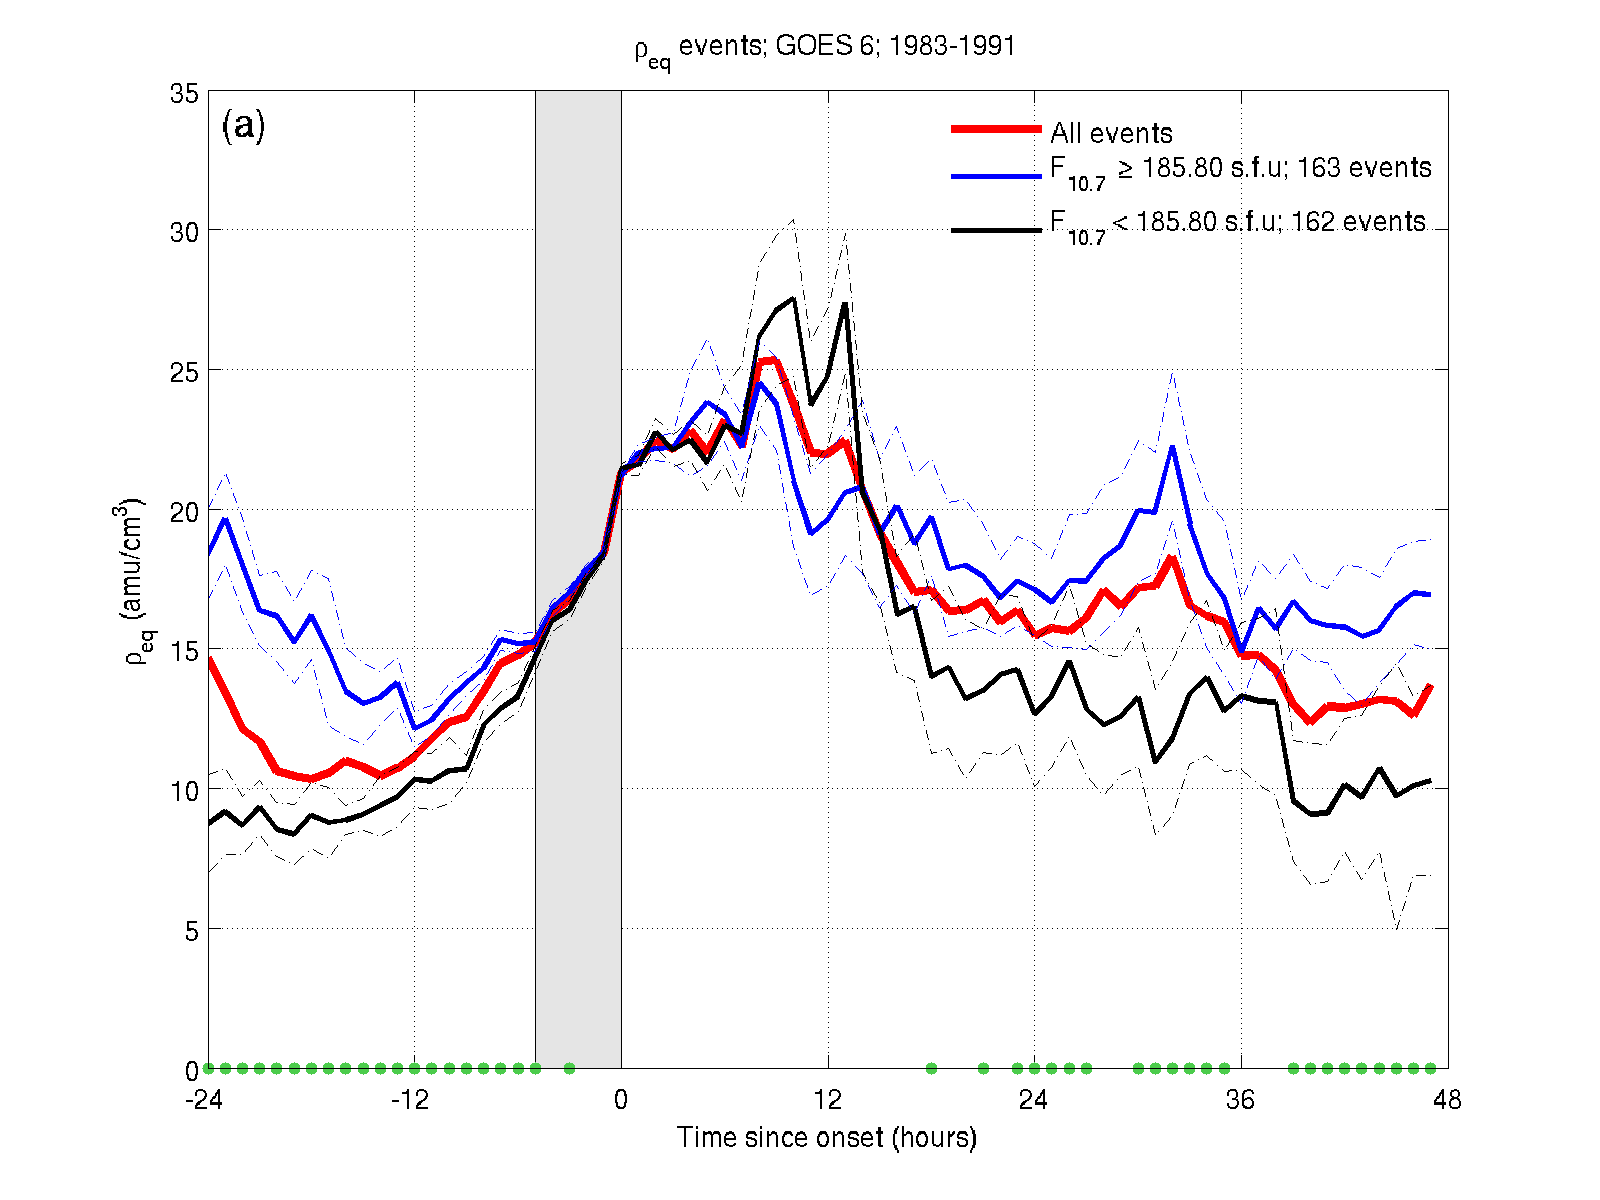 ρeq events; GOES 6; 1983-1991
(a)
All events
F10.7 ≥ 185.80 s.f.u; 163 events
F10.7 < 185.80 s.f.u; 162 events
35
30
25
20
15
10
5
0
ρeq (amu/cm³)
-24 -12 0 12 24 36 48
Time since onset (hours)